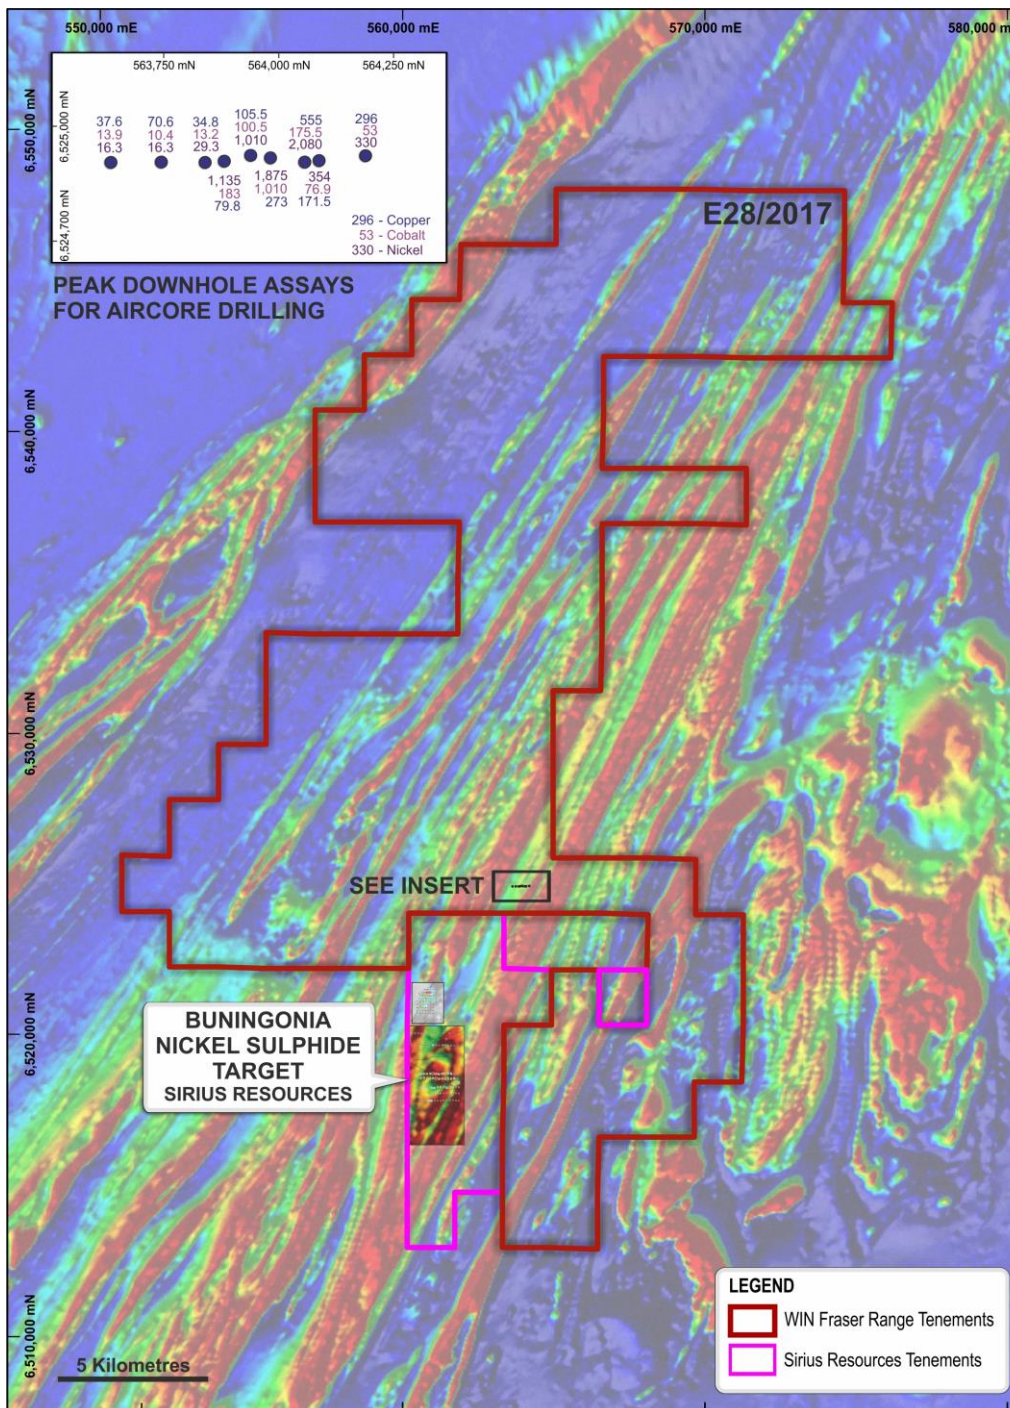 550,000 mE
560,000 mE
570,000 mE
580,000 m
563,750 mN
564,000 mN
564,250 mN
6,525,000 mN
6,524,700 mN
37.6
13.9
16.3
70.6
10.4
16.3
34.8
13.2
29.3
105.5
100.5
1,010
555
175.5
2,080
296
53
330
1,135
183
79.8
1,875
1,010
273
354
76.9
171.5
296 - Copper
53 - Cobalt
330 - Nickel
PEAK DOWNHOLE ASSAYS
FOR AIRCORE DRILLING
E28/2017
6,550,000 mN
6,540,000 mN
6,530,000 mN
6,520,000 mN
6,510,000 mN
SEE INSERT
BUNINGONIA
NICKEL SULPHIDE
TARGET
SIRIUS RESOURCES
5 Kilometres
LEGEND
WIN Fraser Range Tenements
Sirius Resources Tenements